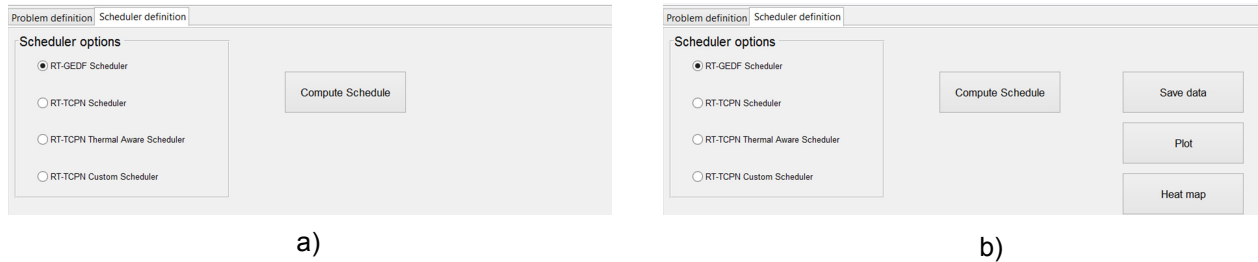 Problem definition Scheduler definition
Scheduler options
RT-GEDF Scheduler
RT-TCPN Scheduler
RT-TCPN Thermal Aware Scheduler
RT-TCPN Custom Scheduler
Compute Schedule
a)
Problem definition Scheduler definition
Scheduler options
RT-GEDF Scheduler
RT-TCPN Scheduler
RT-TCPN Thermal Aware Scheduler
RT-TCPN Custom Scheduler
Compute Schedule
Save data
Plot
Heat map
b)